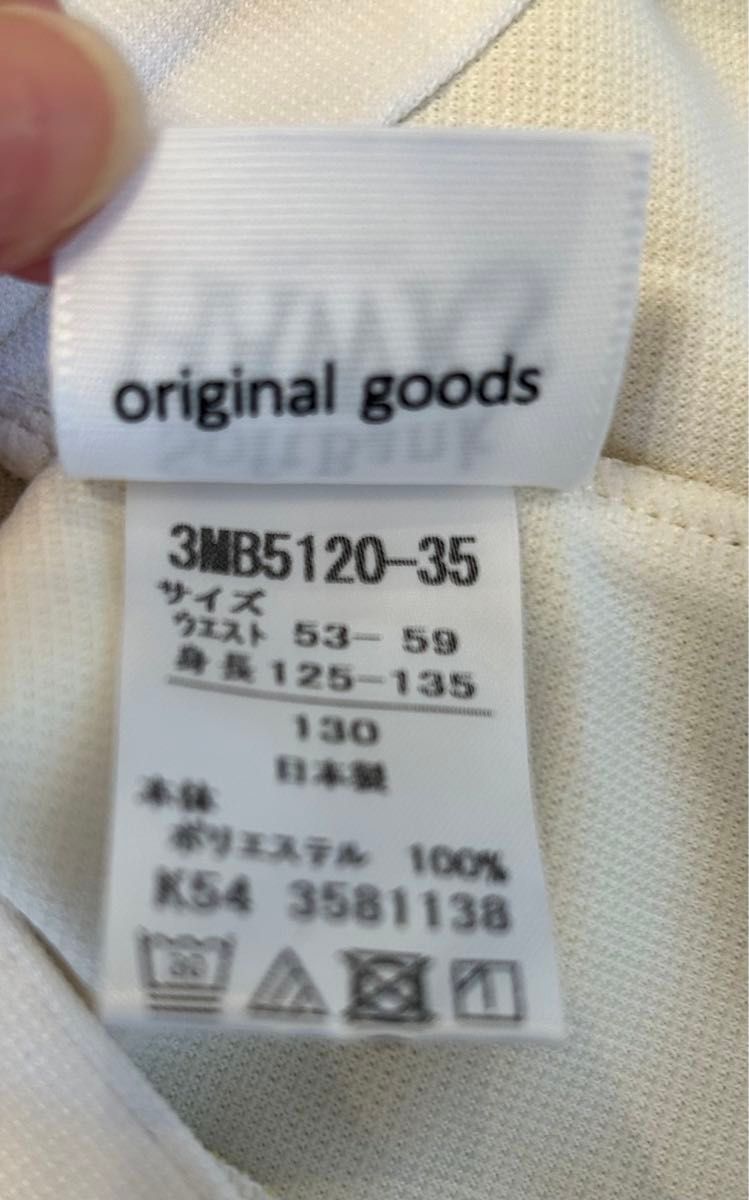 original goods
3MB5120-35
サイズ
ウエスト 53- 59
身長 125-135
130
日本製
本体
ポリエステル 100%
K54 3581138
30